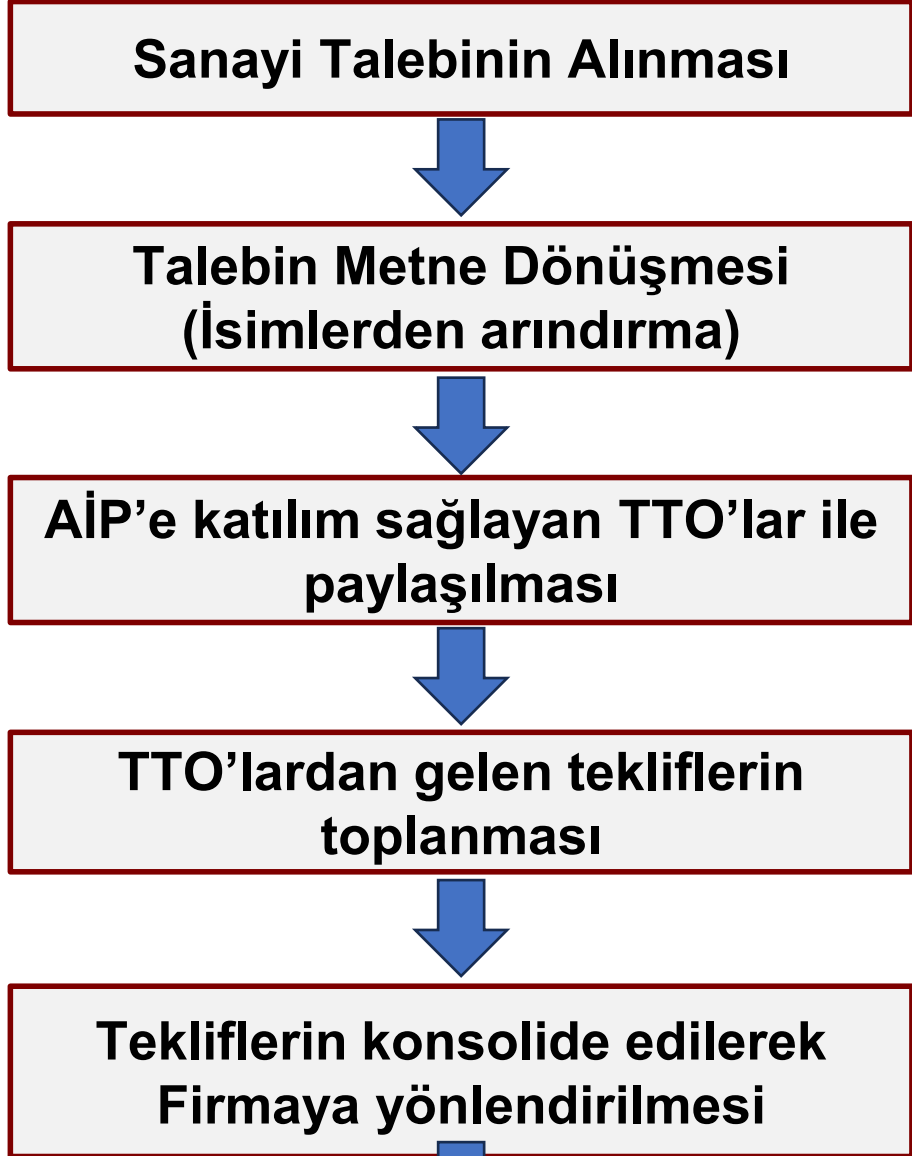 Sanayi Talebinin Alınması
Talebin Metne Dönüşmesi
(İsimlerden arındırma)
AİP’e katılım sağlayan TTO’lar ile
paylaşılması
TTO’lardan gelen tekliflerin
toplanması
Tekliflerin konsolide edilerek
Firmaya yönlendirilmesi